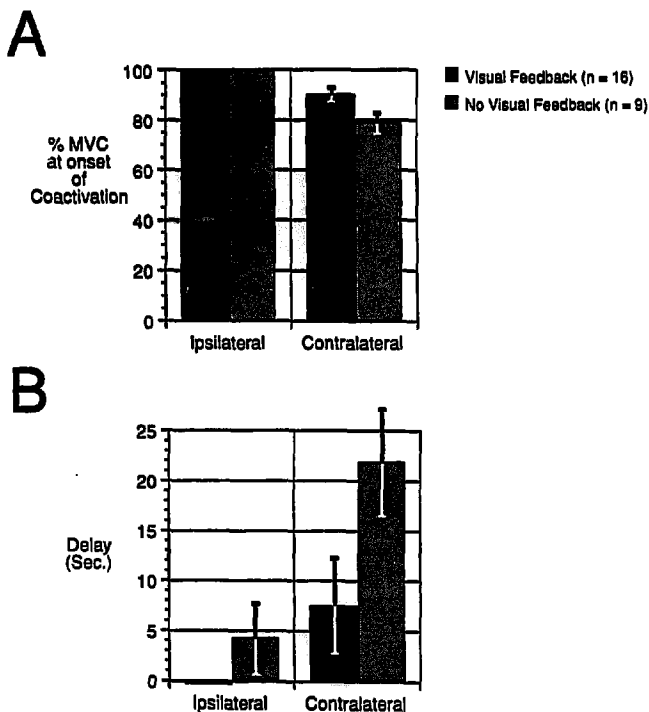 A
100
80
60
40
20
0
% MVC
at onset
of
Coactivation
Ipsilateral Contralateral
Visual Feedback (n = 16)
No Visual Feedback (n = 9)
B
25
20
15
10
5
0
Delay
(Sec.)
Ipsilateral Contralateral